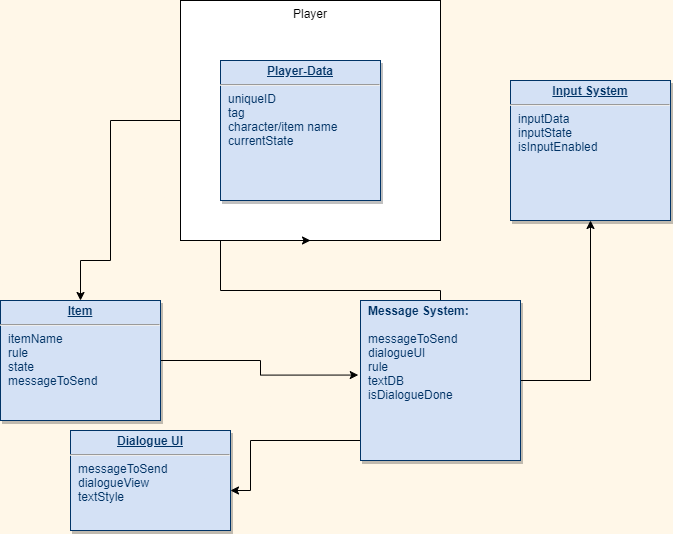 Player
Player-Data
uniqueID
tag
character/item name
currentState
Input System
inputData
inputState
isInputEnabled
Item
itemName
rule
state
messageToSend
Message System:
messageToSend
dialogueUI
rule
textDB
isDialogueDone
Dialogue UI
messageToSend
dialogueView
textStyle